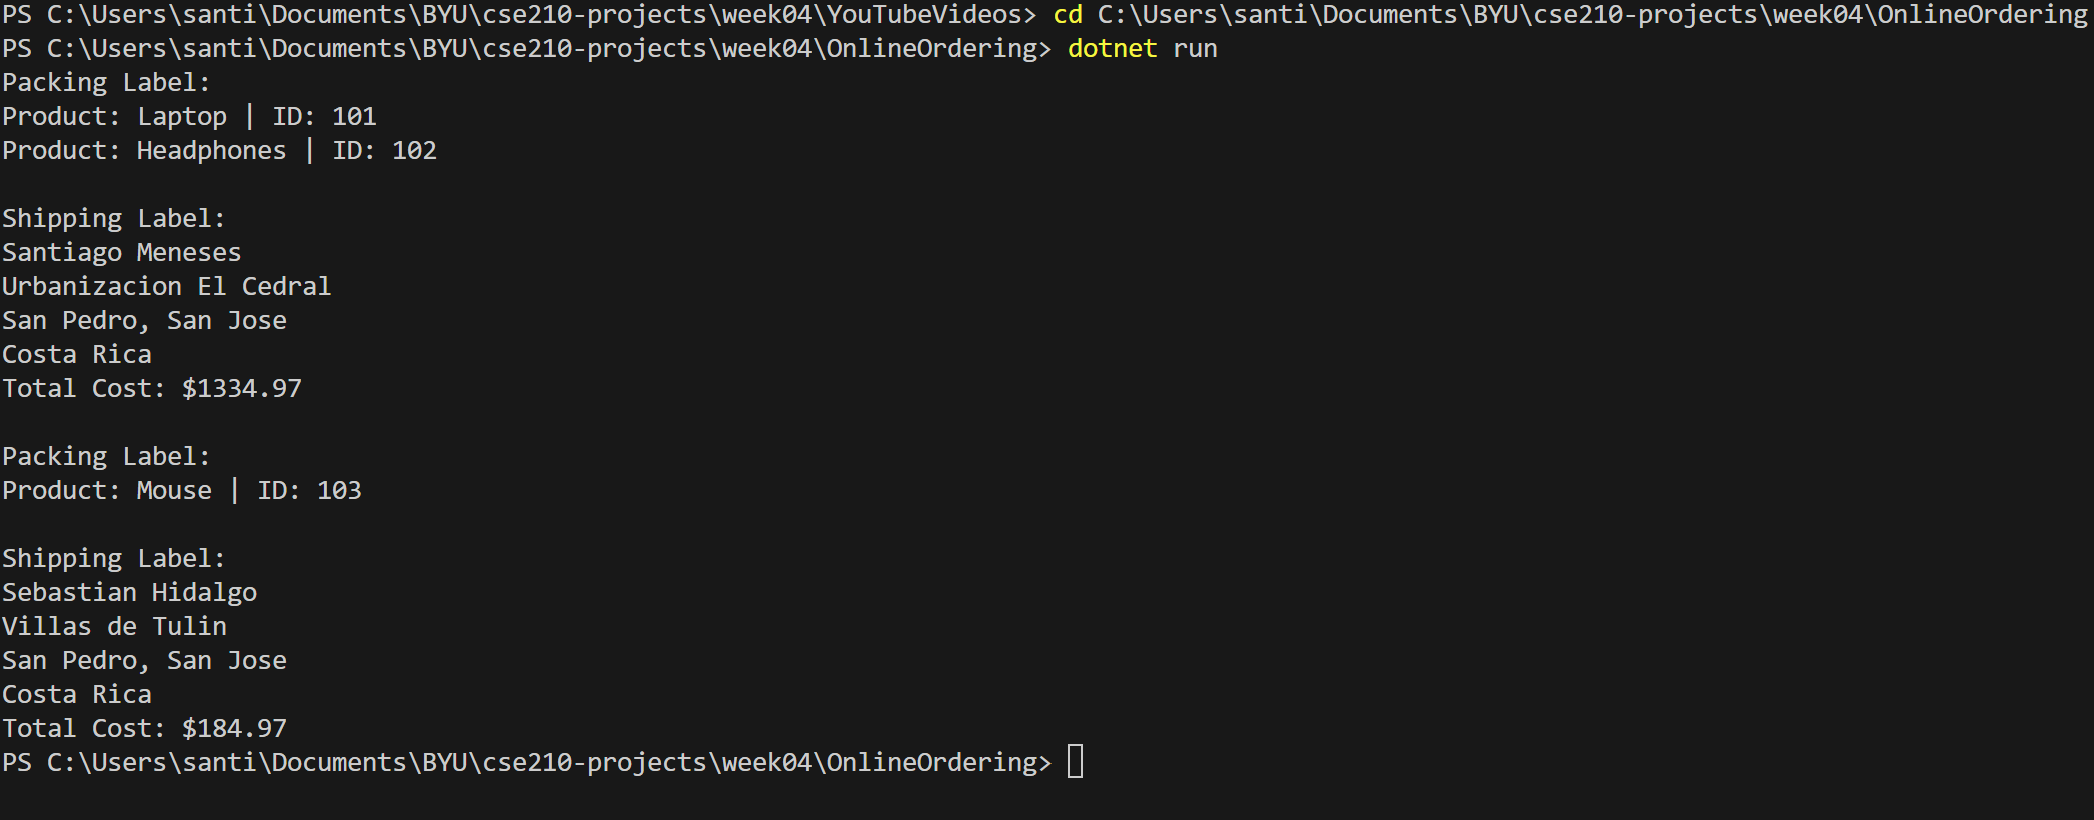 PS C:\Users\santi\Documents\BYU\cse210-projects\week04\YouTubeVideos> cd C:\Users\santi\Documents\BYU\cse210-projects\week04\OnlineOrdering
PS C:\Users\santi\Documents\BYU\cse210-projects\week04\OnlineOrdering> dotnet run
Packing Label:
Product: Laptop | ID: 101
Product: Headphones | ID: 102

Shipping Label:
Santiago Meneses
Urbanizacion El Cedral
San Pedro, San Jose
Costa Rica
Total Cost: $1334.97

Packing Label:
Product: Mouse | ID: 103

Shipping Label:
Sebastian Hidalgo
Villas de Tulin
San Pedro, San Jose
Costa Rica
Total Cost: $184.97
PS C:\Users\santi\Documents\BYU\cse210-projects\week04\OnlineOrdering>